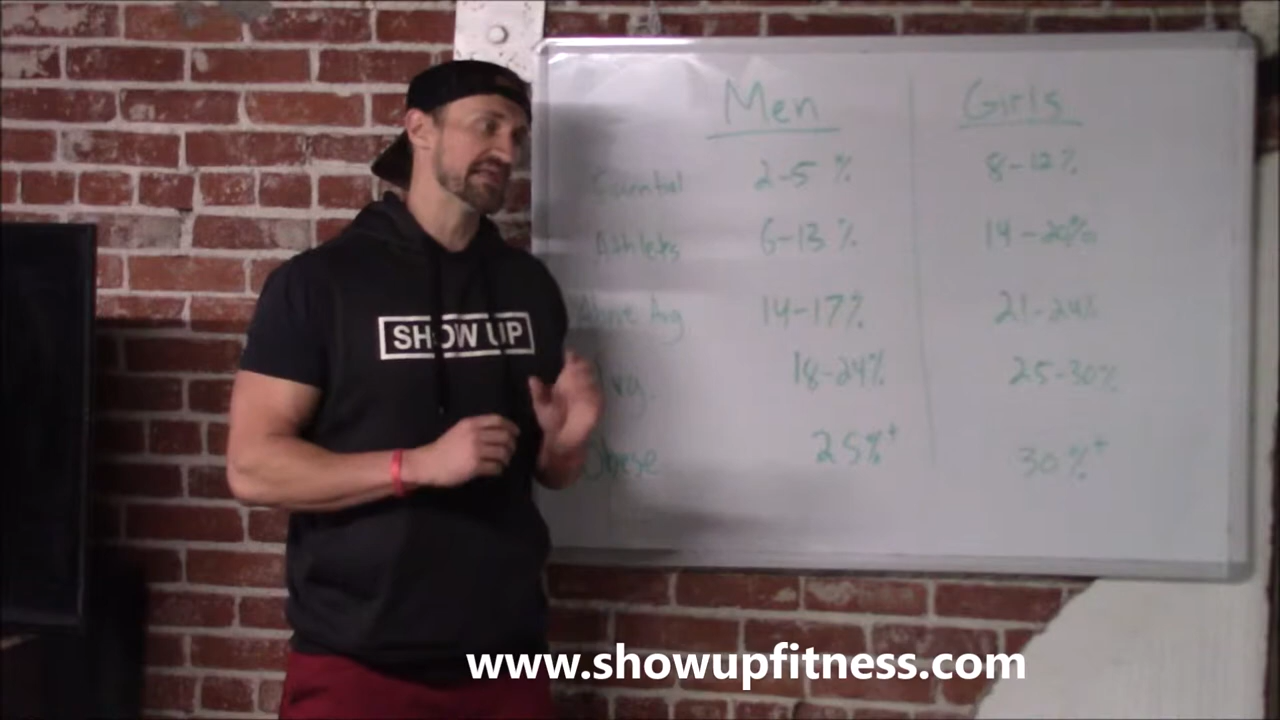 Men Girls
Essential 2-5 % 8-12%
Athletes 6-13 % 14-20%
Above Avg 14-17% 21-24%
18-24% 25-30%
Obese 25%+ 30%+
SHOW UP
www.showupfitness.com